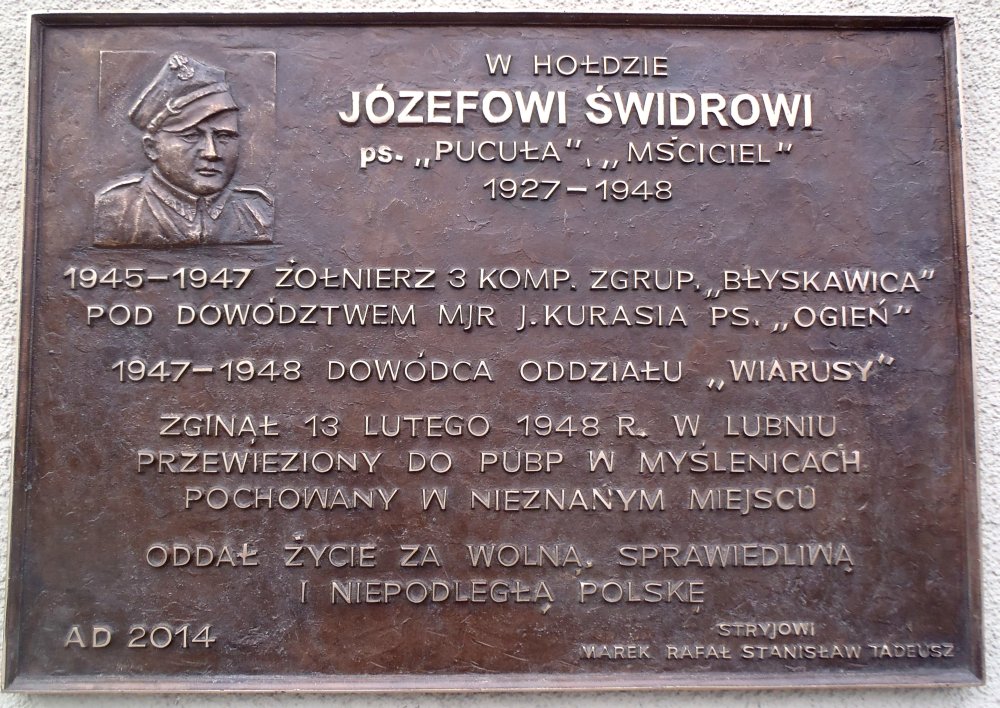 W HOŁDZIE
JÓZEFOWI ŚWIDROWI
ps. „PUCUŁA”, „MŚCICIEL”
1927–1948
1945–1947 ŻOŁNIERZ 3 KOMP. ZGRUP. „BŁYSKAWICA”
POD DOWÓDZTWEM MJR J. KURASIA PS. „OGIEŃ”
1947–1948 DOWÓDCA ODDZIAŁU „WIARUSY”
ZGINĄŁ 13 LUTEGO 1948 R. W LUBNIU
PRZEWIEZIONY DO PUBP W MYŚLENICACH
POCHOWANY W NIEZNANYM MIEJSCU
ODDAŁ ŻYCIE ZA WOLNĄ, SPRAWIEDLIWĄ
I NIEPODLEGŁĄ POLSKĘ
AD 2014
STRYJOWI
MAREK RAFAŁ STANISŁAW TADEUSZ